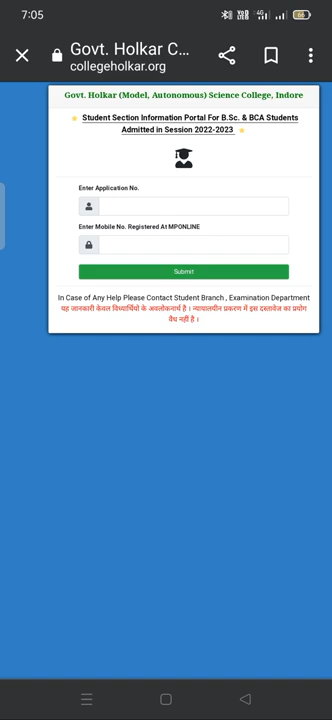 7:05
4G
66
Govt. Holkar C...
collegeholkar.org
Govt. Holkar (Model, Autonomous) Science College, Indore
Student Section Information Portal For B.Sc. & BCA Students
Admitted in Session 2022-2023
Enter Application No.
Enter Mobile No. Registered At MPONLINE
Submit
In Case of Any Help Please Contact Student Branch , Examination Department
यह जानकारी केवल विध्यार्थियो के अवलोकनार्थ है । न्यायालयीन प्रकरण में इस दस्तावेज का प्रयोग
वैध नहीं है ।